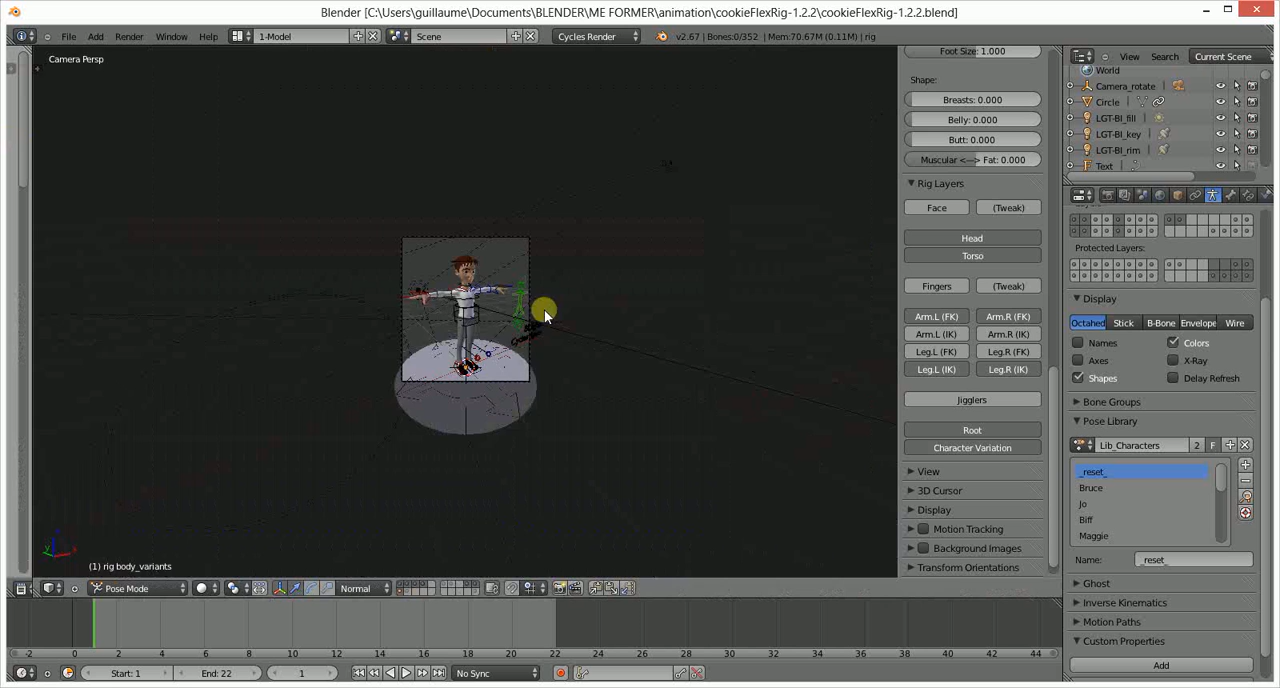 Blender [C:\Users\guillaume\Documents\BLENDER\ME FORMER\animation\cookieFlexRig-1.2.2\cookieFlexRig-1.2.2.blend]
File Add Render Window Help 1-Model Scene Cycles Render v2.67 | Bones:0/352 | Mem:70.67M (0.11M) | rig
View Search Current Scene
Camera Persp
Foot Size: 1.000
Shape:
Breasts: 0.000
Belly: 0.000
Butt: 0.000
Muscular <---> Fat: 0.000
Rig Layers
Face (Tweak)
Head
Torso
Fingers (Tweak)
Arm.L (FK) Arm.R (FK)
Arm.L (IK) Arm.R (IK)
Leg.L (FK) Leg.R (FK)
Leg.L (IK) Leg.R (IK)
Jigglers
Root
Character Variation
View
3D Cursor
Display
Motion Tracking
Background Images
Transform Orientations
World
Camera_rotate
Circle
LGT-BI_fill
LGT-BI_key
LGT-BI_rim
Text
Protected Layers:
Display
Octahed Stick B-Bone Envelope Wire
Names Colors
Axes X-Ray
Shapes Delay Refresh
Bone Groups
Pose Library
Lib_Characters 2 F
_reset_
Bruce
Jo
Biff
Maggie
Name: _reset_
Ghost
Inverse Kinematics
Motion Paths
Custom Properties
Add
(1) rig body_variants
Pose Mode Normal
-2 0 2 4 6 8 10 12 14 16 18 20 22 24 26 28 30 32 34 36 38 40 42 44
Start: 1 End: 22 1 No Sync